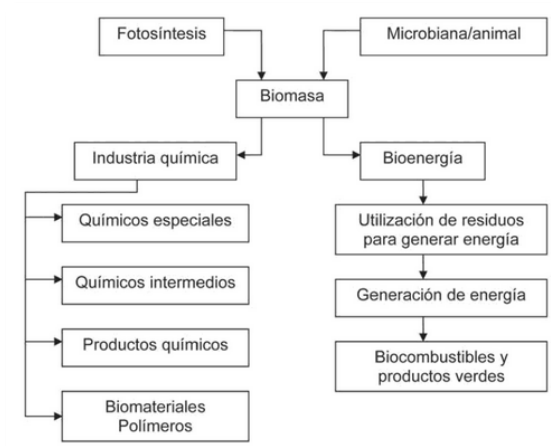 Fotosíntesis
Microbiana/animal
Biomasa
Industria química
Bioenergía
Químicos especiales
Utilización de residuos
para generar energía
Químicos intermedios
Generación de energía
Productos químicos
Biocombustibles y
productos verdes
Biomateriales
Polímeros